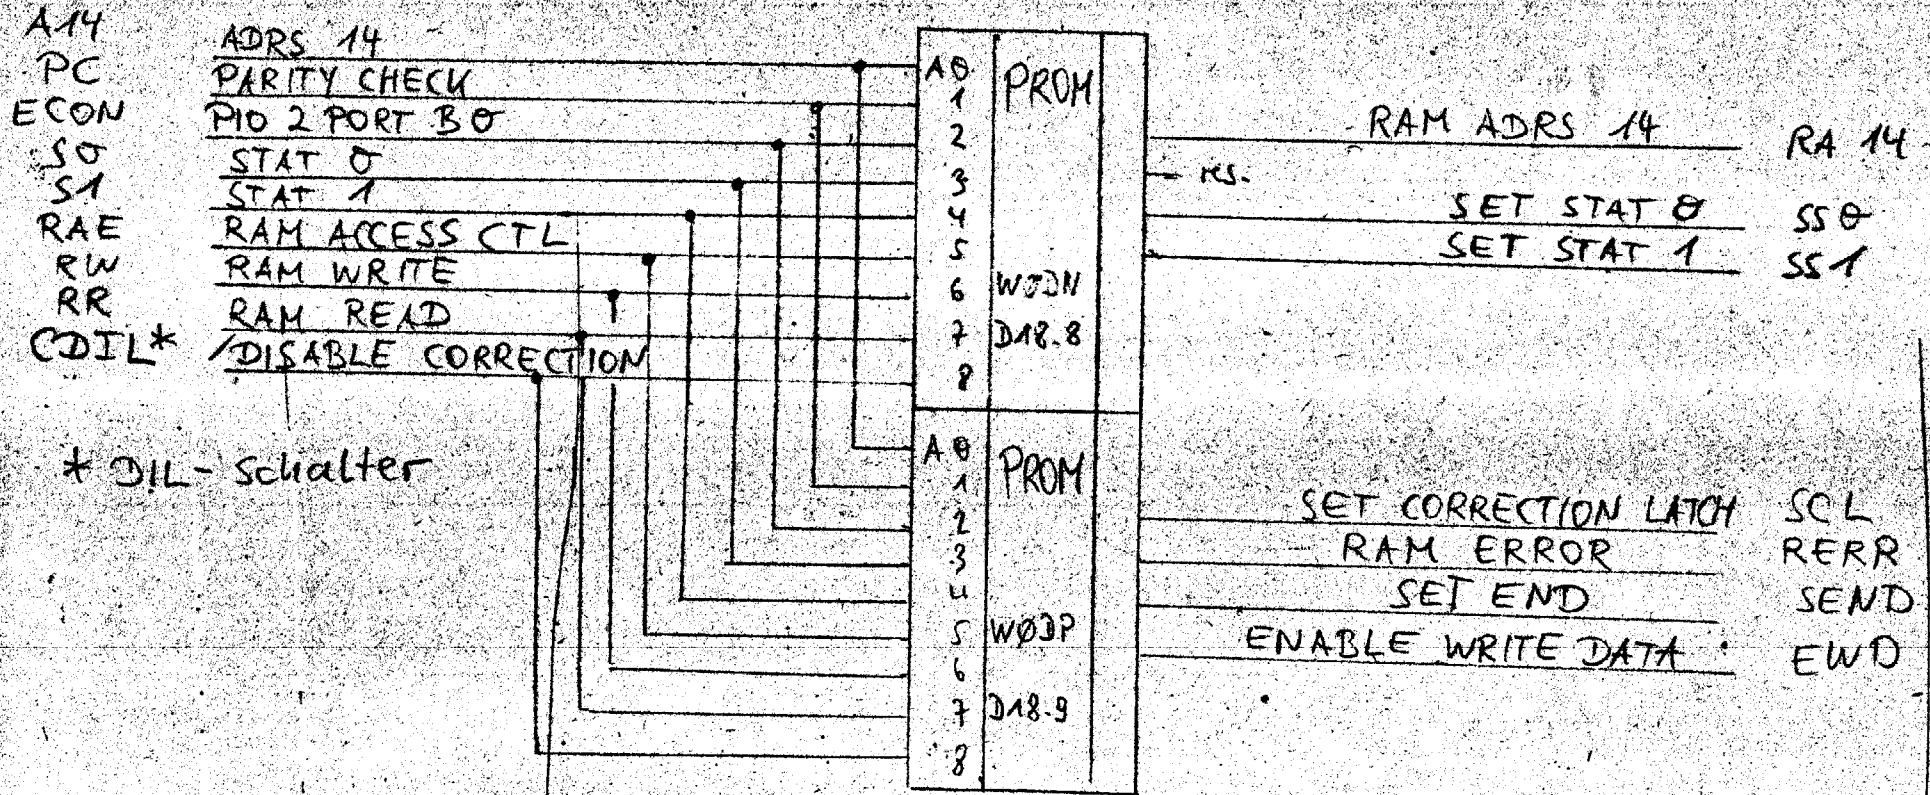 A14 ADRS 14
PC PARITY CHECK
ECON PIO 2 PORT B0
S0 STAT 0
S1 STAT 1
RAE RAM ACCESS CTL
RW RAM WRITE
RR RAM READ
CDIL* /DISABLE CORRECTION
* DIL-Schalter
A0 PROM
1
2
3
4
5
6 W0DN
7 D18.8
8
RAM ADRS 14 RA 14
SET STAT 0 SS0
SET STAT 1 SS1
A0 PROM
1
2
3
4
5 WØDP
6
7 D18.9
8
SET CORRECTION LATCH SCL
RAM ERROR RERR
SET END SEND
ENABLE WRITE DATA EWD